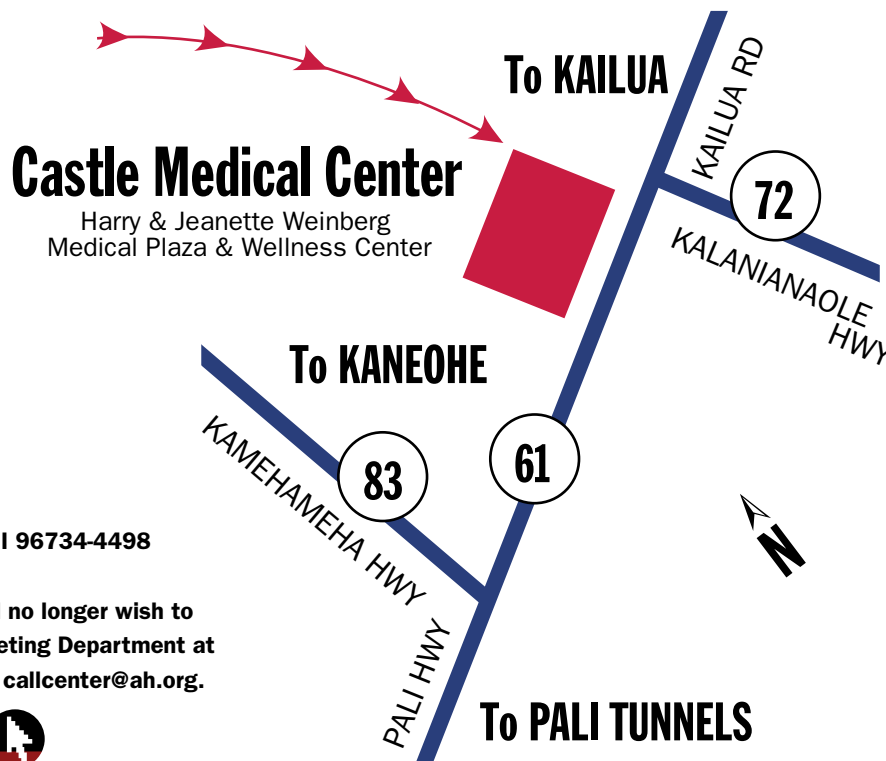 To KAILUA
KAILUA RD
Castle Medical Center
Harry & Jeanette Weinberg
Medical Plaza & Wellness Center
72
KALANIANAOLE
HWY
To KANEOHE
KAMEHAMEHA HWY
83
61
N
I 96734-4498
no longer wish to
eting Department at
callcenter@ah.org.
PALI HWY
To PALI TUNNELS